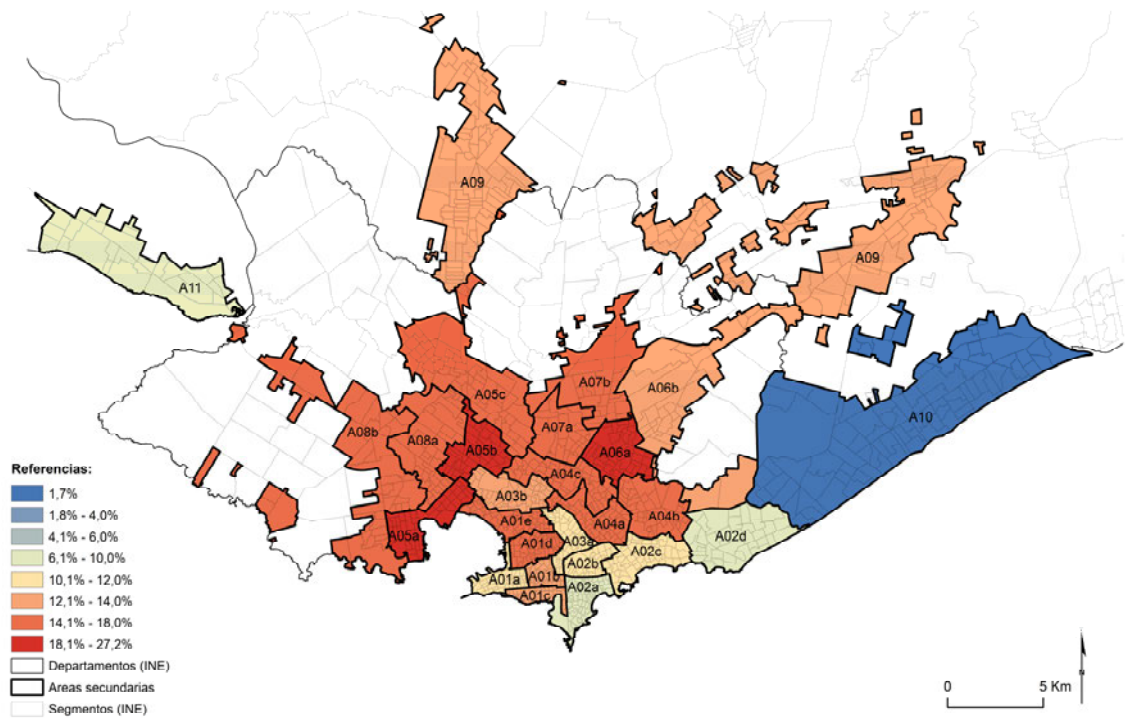 A09
A09
A11
A10
A06b
A07b
A05c
A07a
A08b
A08a
A05b
A06a
A04c
A03b
A04b
A04a
A01e
A05a
A03a
A02d
A01d
A02c
A02b
A01b
A01a
A02a
A01c
Referencias:
1,7%
1,8% - 4,0%
4,1% - 6,0%
6,1% - 10,0%
10,1% - 12,0%
12,1% - 14,0%
14,1% - 18,0%
18,1% - 27,2%
Departamentos (INE)
Areas secundarias
Segmentos (INE)
0 5 Km